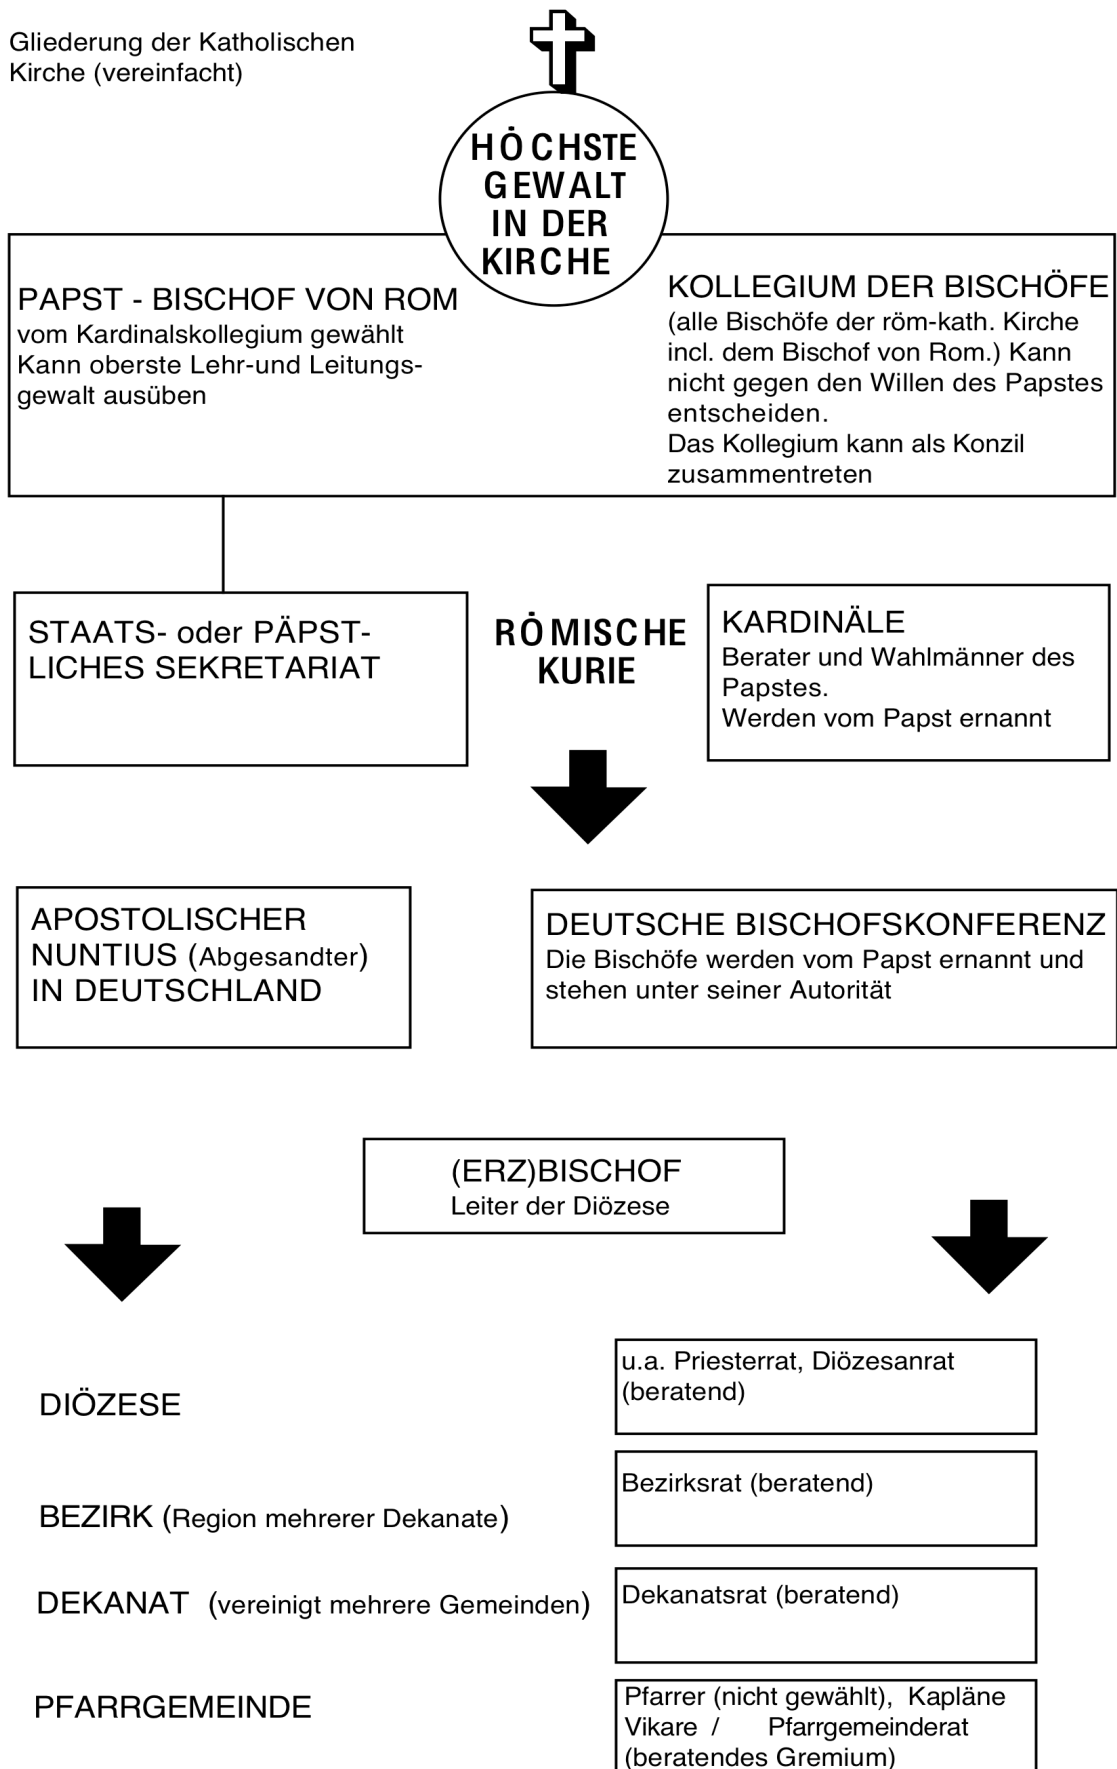 Gliederung der Katholischen
Kirche (vereinfacht)
HÖCHSTE
GEWALT
IN DER
KIRCHE
PAPST - BISCHOF VON ROM
vom Kardinalskollegium gewählt
Kann oberste Lehr-und Leitungs-
gewalt ausüben
KOLLEGIUM DER BISCHÖFE
(alle Bischöfe der röm-kath. Kirche
incl. dem Bischof von Rom.) Kann
nicht gegen den Willen des Papstes
entscheiden.
Das Kollegium kann als Konzil
zusammentreten
STAATS- oder PÄPST-
LICHES SEKRETARIAT
RÖMISCHE
KURIE
KARDINÄLE
Berater und Wahlmänner des
Papstes.
Werden vom Papst ernannt
APOSTOLISCHER
NUNTIUS (Abgesandter)
IN DEUTSCHLAND
DEUTSCHE BISCHOFSKONFERENZ
Die Bischöfe werden vom Papst ernannt und
stehen unter seiner Autorität
(ERZ)BISCHOF
Leiter der Diözese
DIÖZESE
u.a. Priesterrat, Diözesanrat
(beratend)
BEZIRK (Region mehrerer Dekanate)
Bezirksrat (beratend)
DEKANAT (vereinigt mehrere Gemeinden)
Dekanatsrat (beratend)
PFARRGEMEINDE
Pfarrer (nicht gewählt), Kapläne
Vikare / Pfarrgemeinderat
(beratendes Gremium)